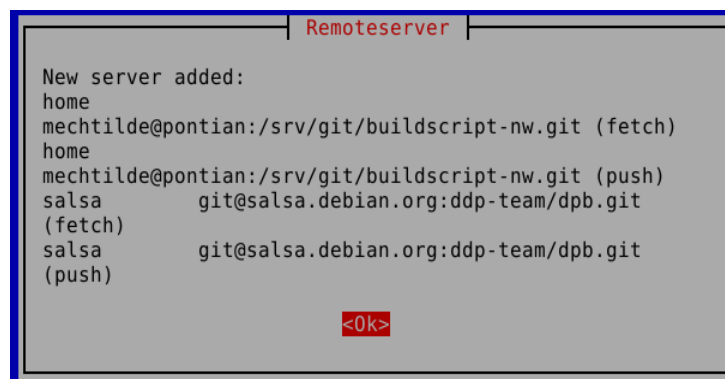 Remoteserver
New server added:
home
mechtilde@pontian:/srv/git/buildscript-nw.git (fetch)
home
mechtilde@pontian:/srv/git/buildscript-nw.git (push)
salsa git@salsa.debian.org:ddp-team/dpb.git
(fetch)
salsa git@salsa.debian.org:ddp-team/dpb.git
(push)
<Ok>